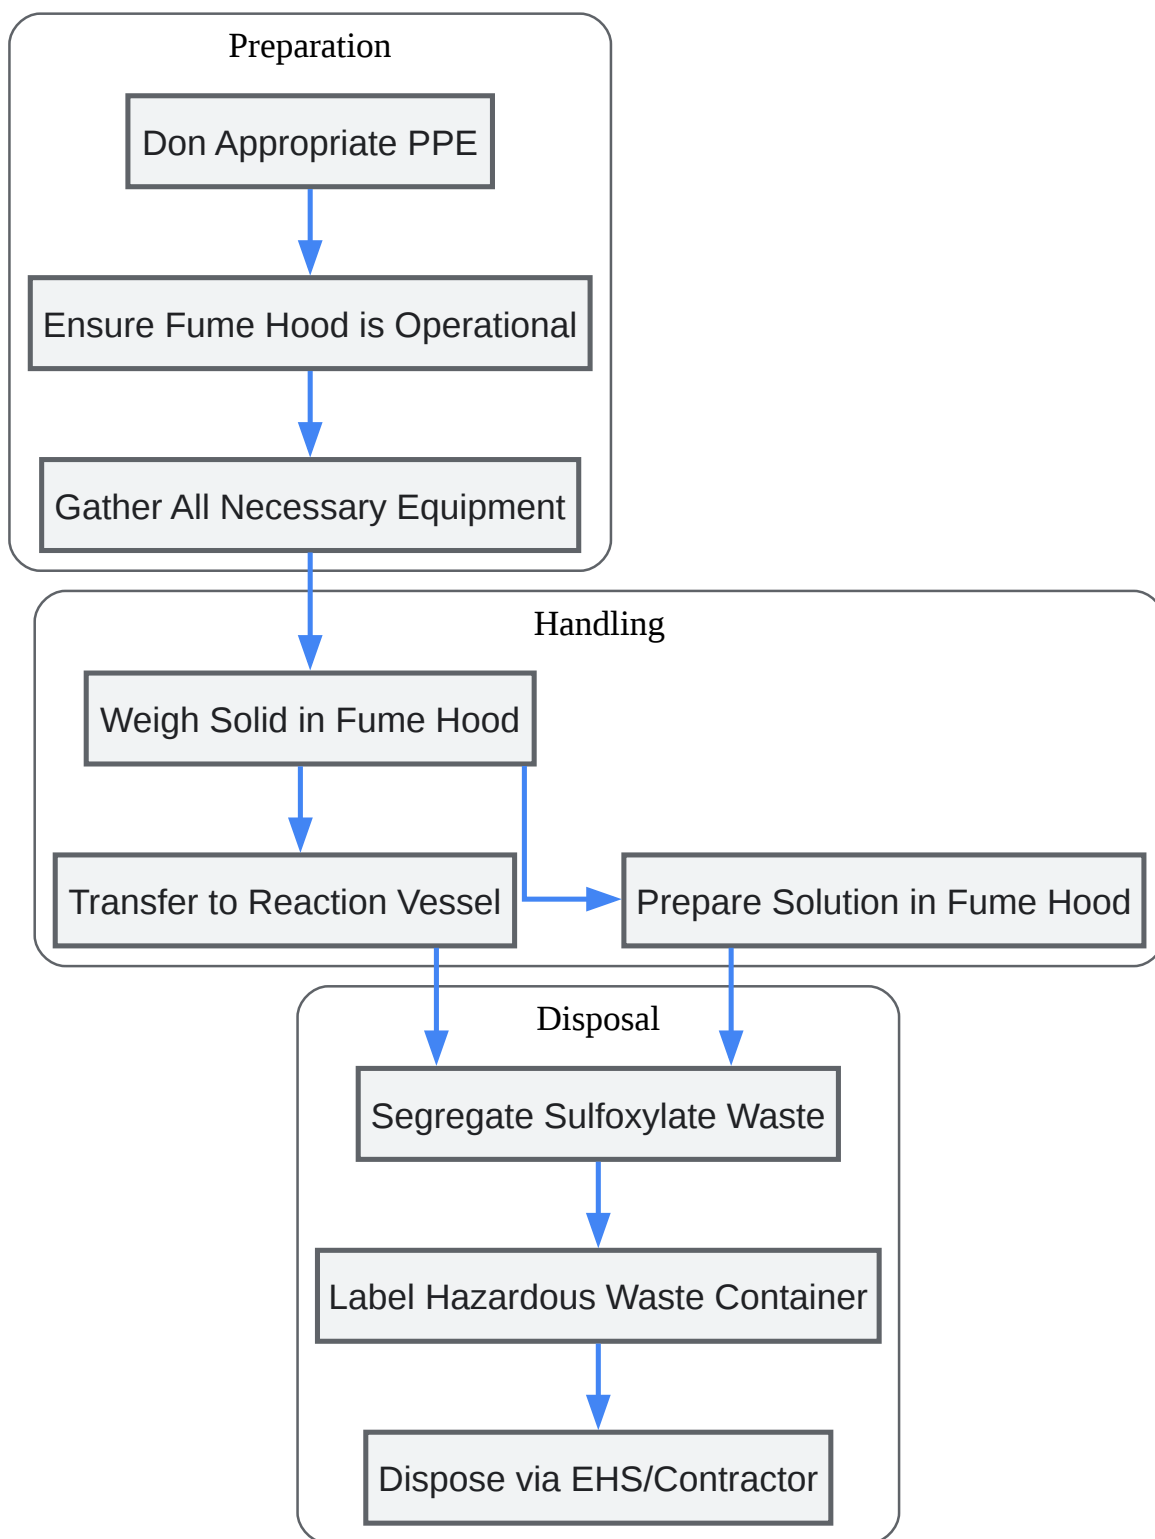 Preparation
Don Appropriate PPE
Ensure Fume Hood is Operational
Gather All Necessary Equipment
Handling
Weigh Solid in Fume Hood
Transfer to Reaction Vessel
Prepare Solution in Fume Hood
Disposal
Segregate Sulfoxylate Waste
Label Hazardous Waste Container
Dispose via EHS/Contractor